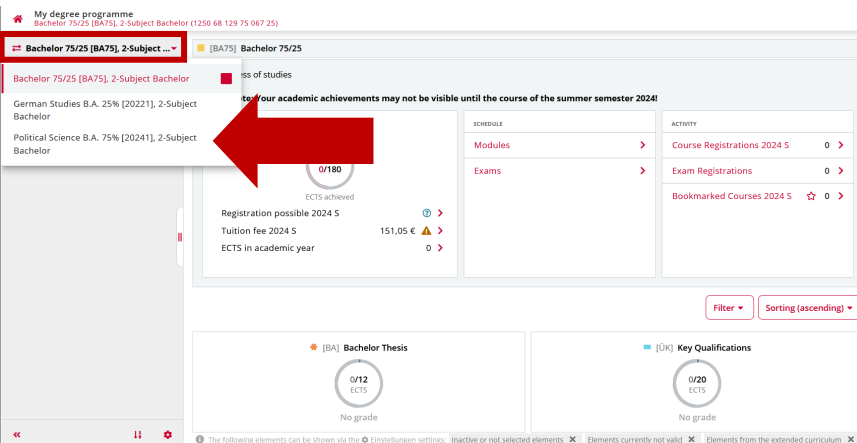 My degree programme
Bachelor 75/25 [BA75], 2-Subject Bachelor (1250 68 129 75 067 25)
Bachelor 75/25 [BA75], 2-Subject ...
[BA75] Bachelor 75/25
Bachelor 75/25 [BA75], 2-Subject Bachelor
ess of studies
German Studies B.A. 25% [20221], 2-Subject
Bachelor
Your academic achievements may not be visible until the course of the summer semester 2024!
Political Science B.A. 75% [20241], 2-Subject
Bachelor
0/180
ECTS achieved
Registration possible 2024 S
Tuition fee 2024 S 151,05 €
ECTS in academic year 0
SCHEDULE
Modules
Exams
ACTIVITY
Course Registrations 2024 S 0
Exam Registrations 0
Bookmarked Courses 2024 S 0
Filter
Sorting (ascending)
[BA] Bachelor Thesis
0/12
ECTS
No grade
[ÜK] Key Qualifications
0/20
ECTS
No grade
The following elements can be shown via the Einstellungen settings: Inactive or not selected elements X Elements currently not valid X Elements from the extended curriculum X